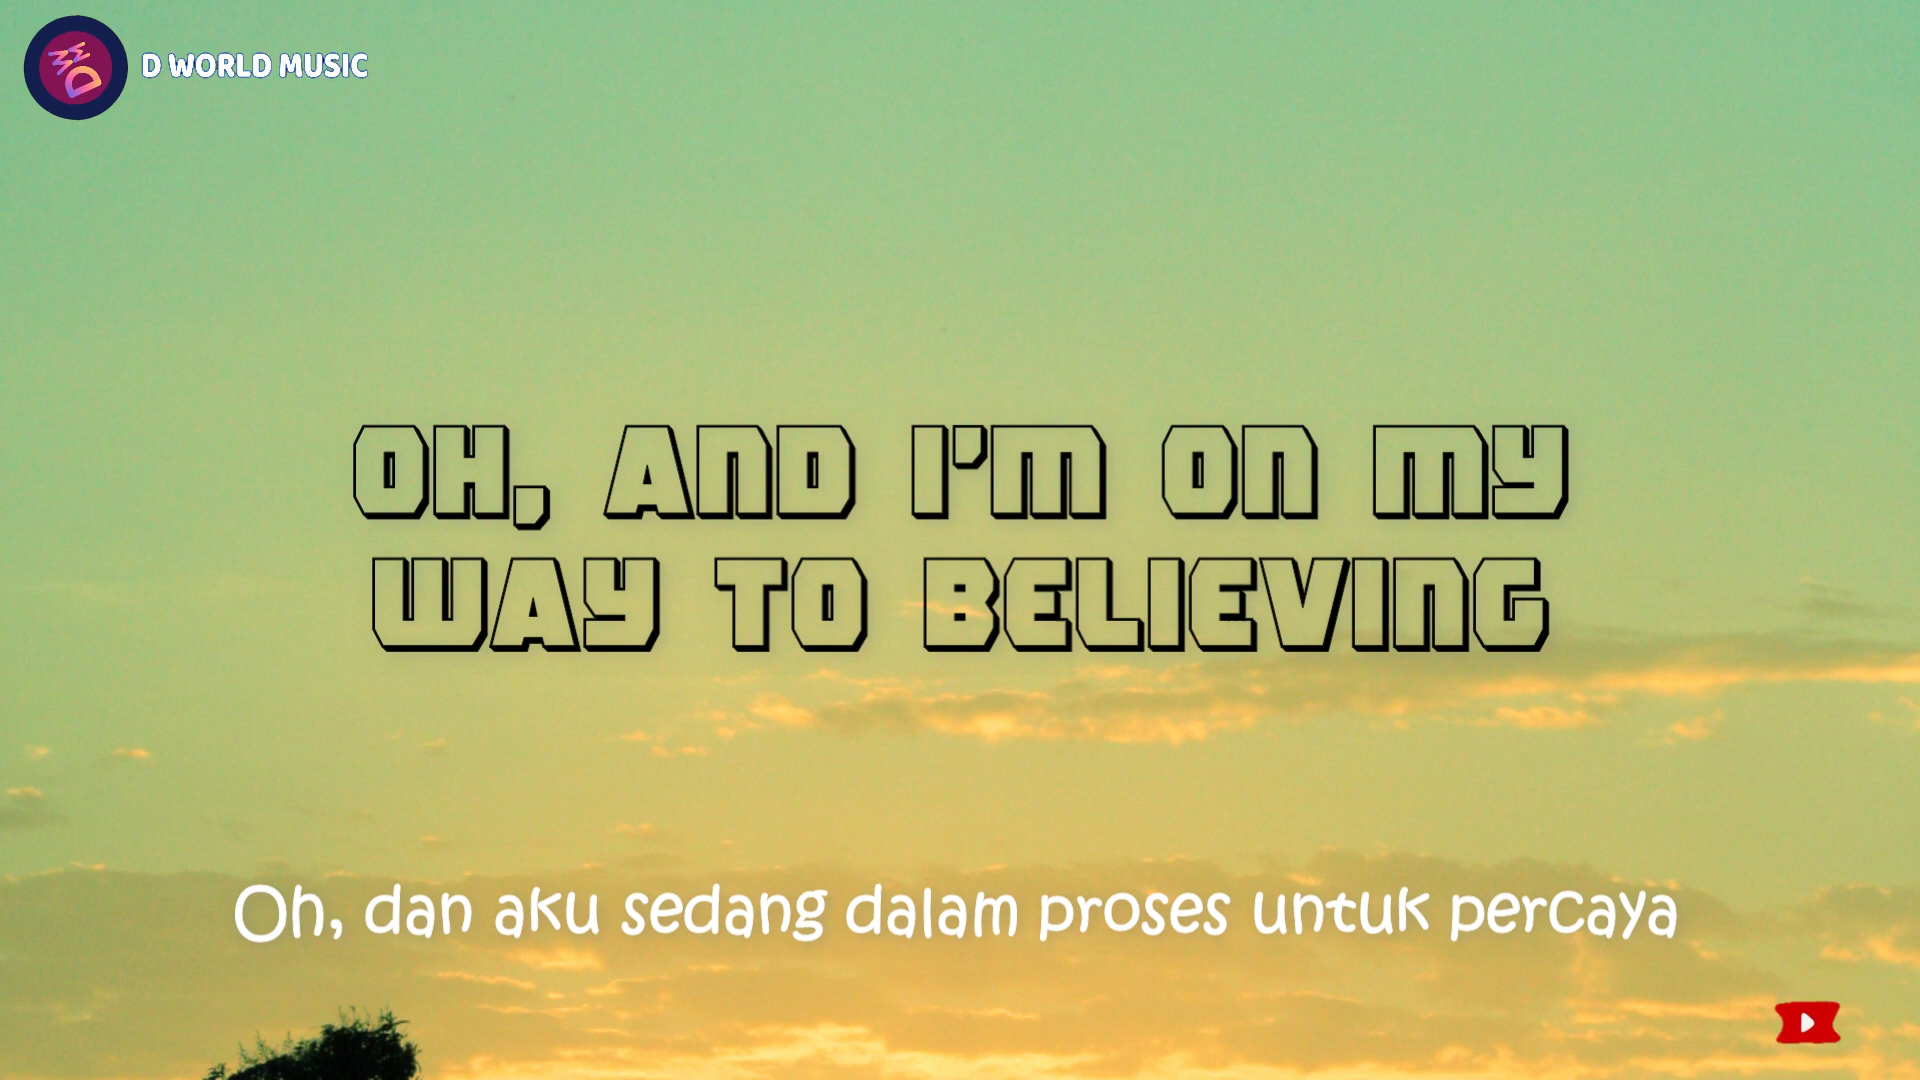 D WORLD MUSIC
OH, AND I'M ON MY
WAY TO BELIEVING
Oh, dan aku sedang dalam proses untuk percaya